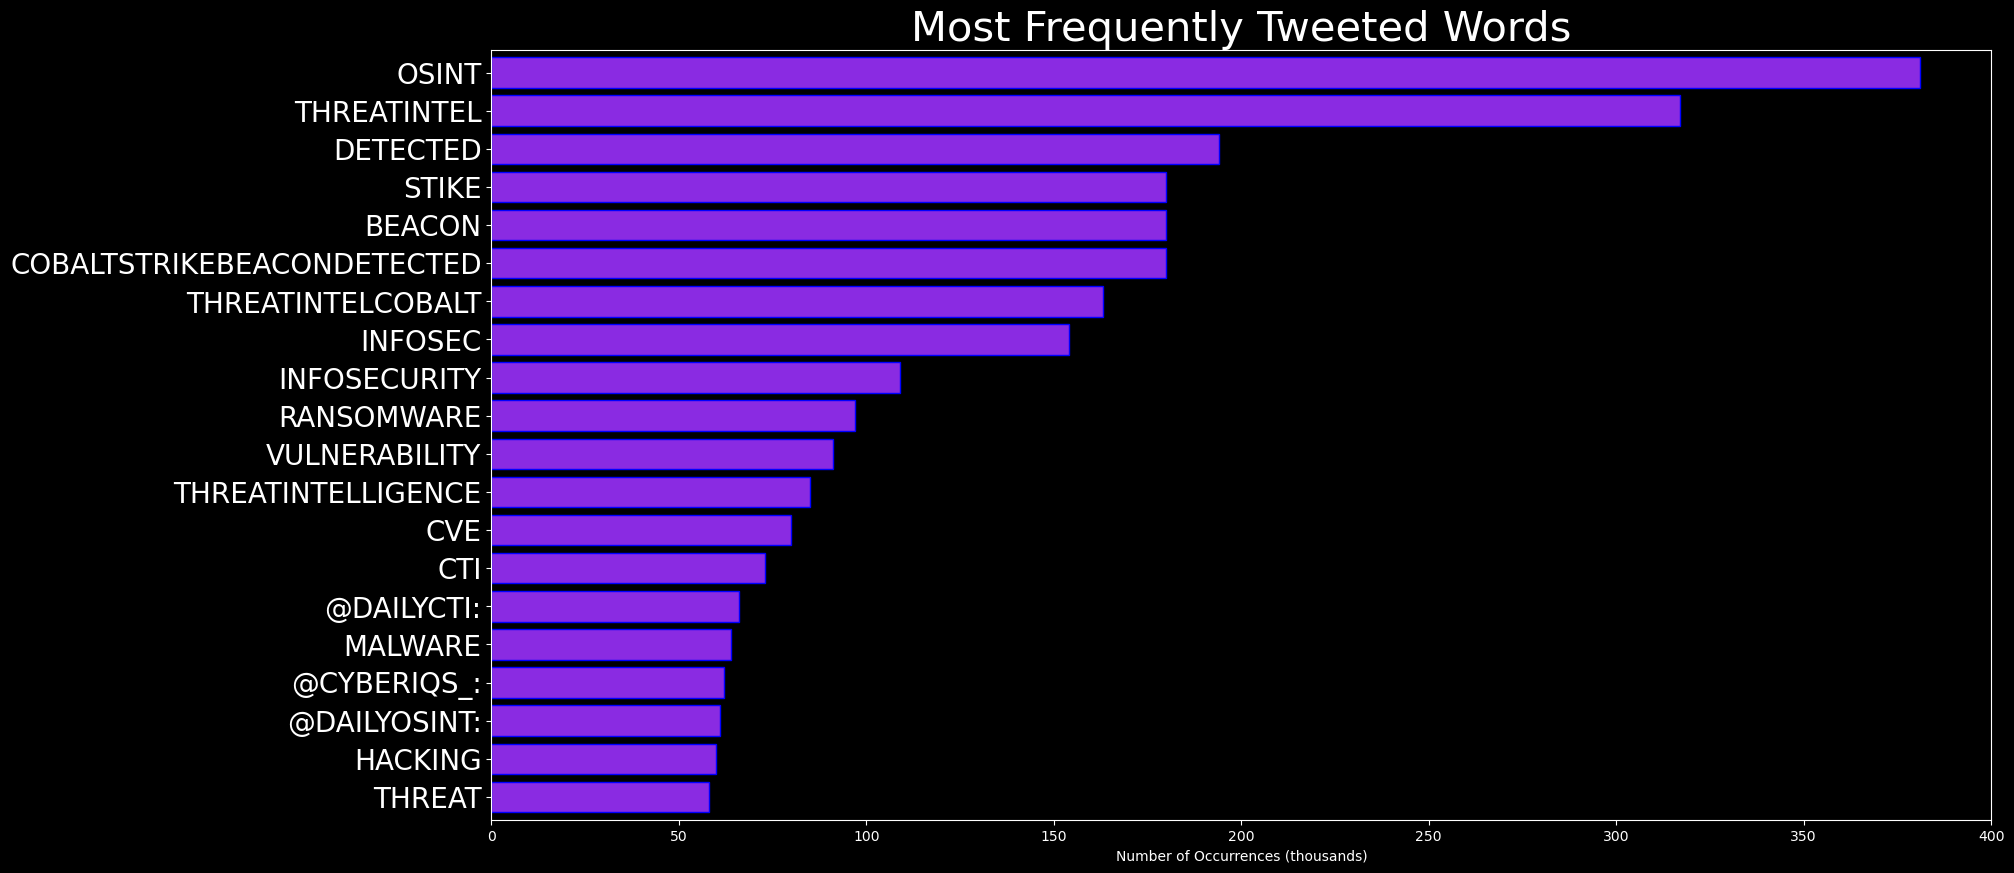 Most Frequently Tweeted Words
OSINT
THREATINTEL
DETECTED
STIKE
BEACON
COBALTSTRIKEBEACONDETECTED
THREATINTELCOBALT
INFOSEC
INFOSECURITY
RANSOMWARE
VULNERABILITY
THREATINTELLIGENCE
CVE
CTI
@DAILYCTI:
MALWARE
@CYBERIQS_:
@DAILYOSINT:
HACKING
THREAT
0 50 100 150 200 250 300 350 400
Number of Occurrences (thousands)